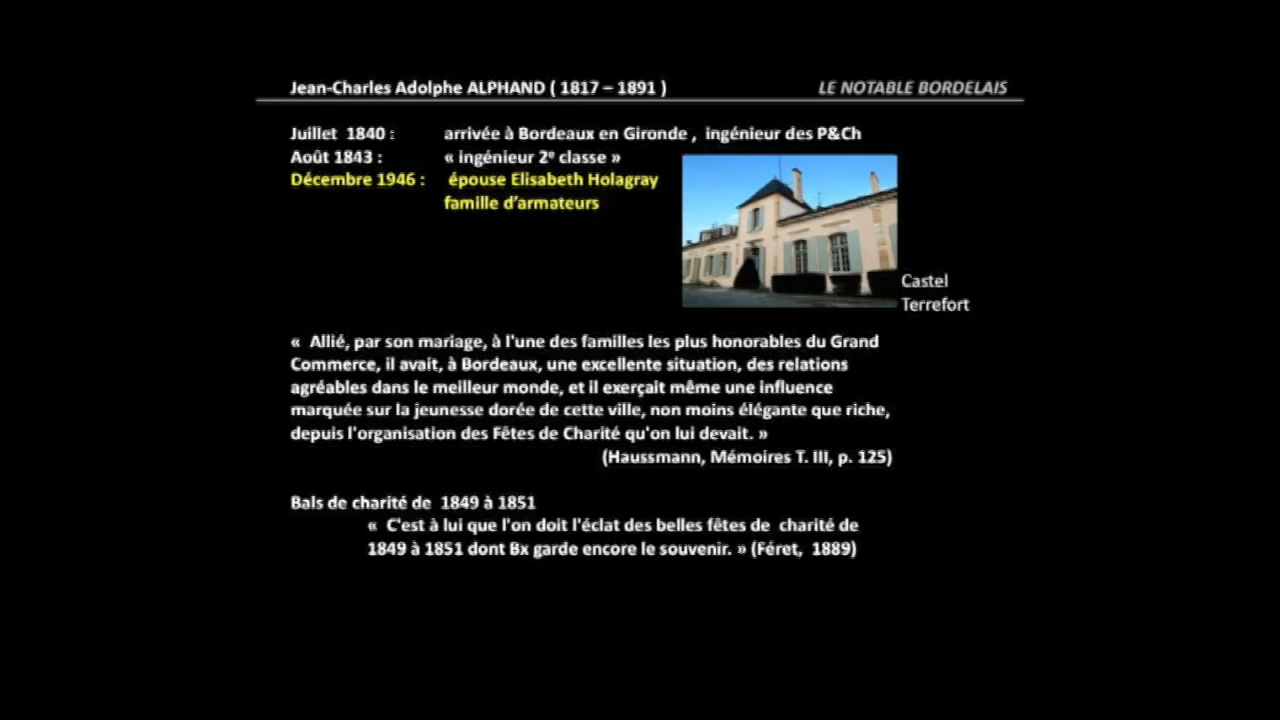 Jean-Charles Adolphe ALPHAND ( 1817 – 1891 ) LE NOTABLE BORDELAIS
Juillet 1840 : arrivée à Bordeaux en Gironde , ingénieur des P&Ch
Août 1843 : « ingénieur 2e classe »
Décembre 1946 : épouse Elisabeth Holagray
famille d'armateurs
Castel
Terrefort
« Allié, par son mariage, à l'une des familles les plus honorables du Grand
Commerce, il avait, à Bordeaux, une excellente situation, des relations
agréables dans le meilleur monde, et il exerçait même une influence
marquée sur la jeunesse dorée de cette ville, non moins élégante que riche,
depuis l'organisation des Fêtes de Charité qu'on lui devait. »
(Haussmann, Mémoires T. III, p. 125)
Bals de charité de 1849 à 1851
« C'est à lui que l'on doit l'éclat des belles fêtes de charité de
1849 à 1851 dont Bx garde encore le souvenir. » (Féret, 1889)